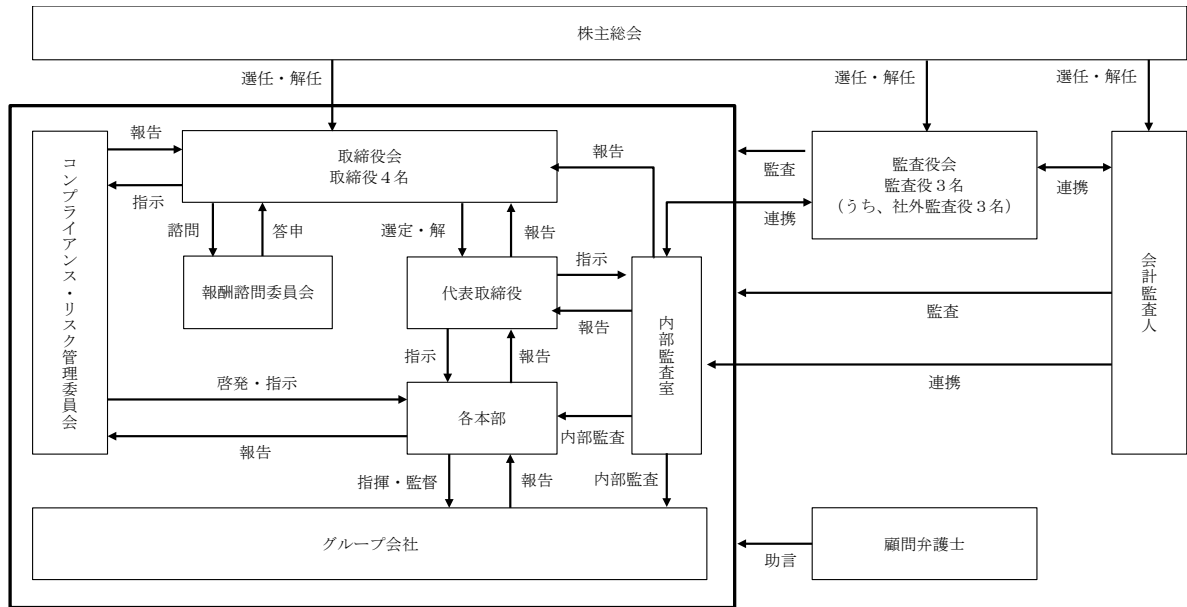 株主総会
選任・解任
選任・解任
選任・解任
コンプライアンス・リスク管理委員会
報告
指示
取締役会
取締役４名
報告
監査
監査役会
監査役３名
（うち、社外監査役３名）
連携
連携
会計監査人
諮問
答申
選定・解
報告
報酬諮問委員会
代表取締役
指示
報告
内部監査室
監査
指示
報告
連携
啓発・指示
各本部
内部監査
報告
指揮・監督
報告
内部監査
グループ会社
助言
顧問弁護士